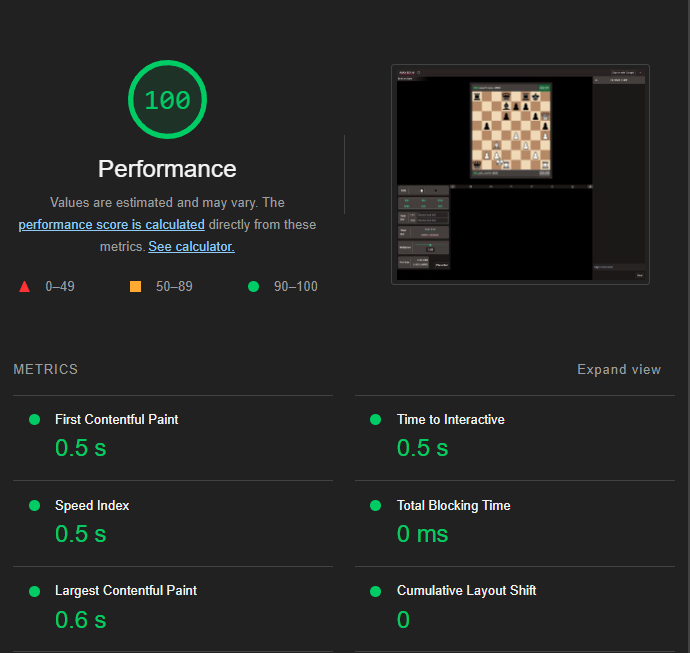 100
Performance
Values are estimated and may vary. The
performance score is calculated directly from these
metrics. See calculator.
0–49
50–89
90–100
METRICS
Expand view
First Contentful Paint
0.5 s
Time to Interactive
0.5 s
Speed Index
0.5 s
Total Blocking Time
0 ms
Largest Contentful Paint
0.6 s
Cumulative Layout Shift
0